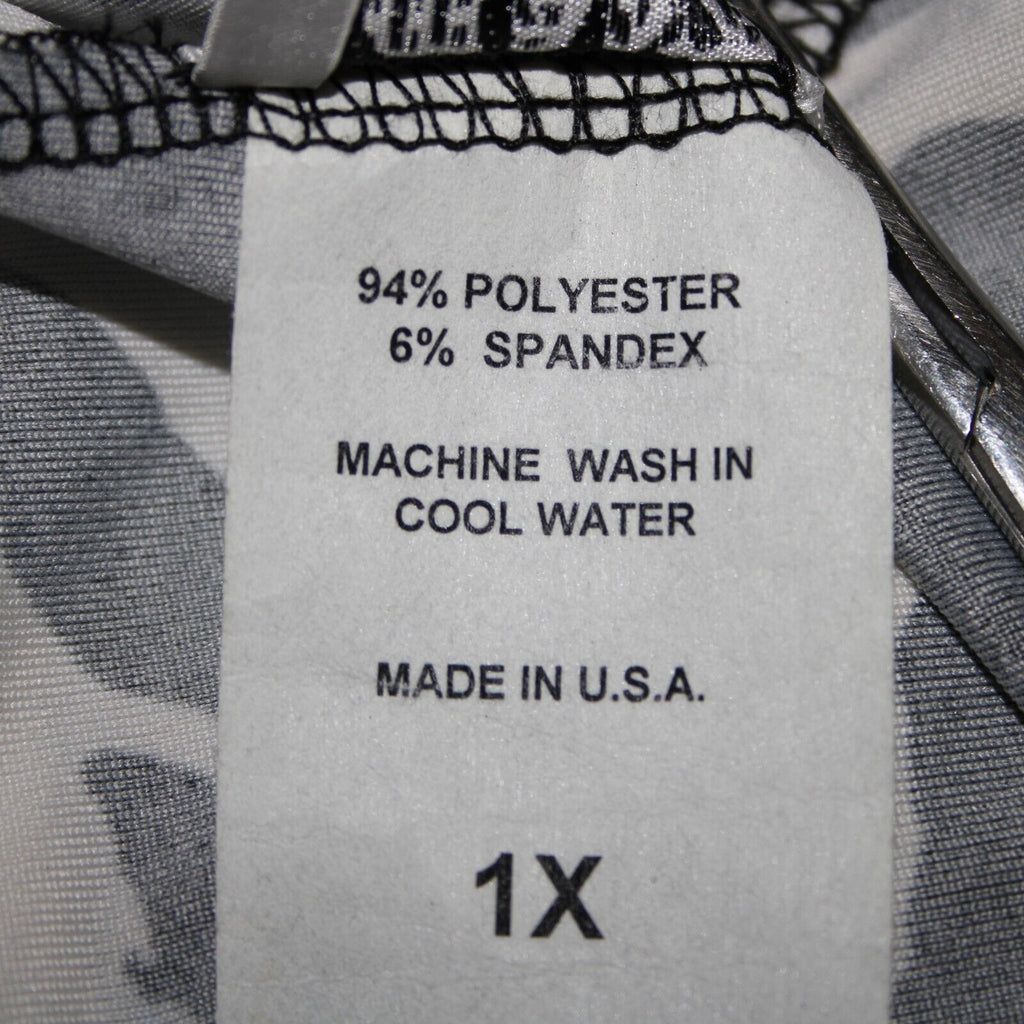 94% POLYESTER
6% SPANDEX
MACHINE WASH IN
COOL WATER
MADE IN U.S.A.
1X